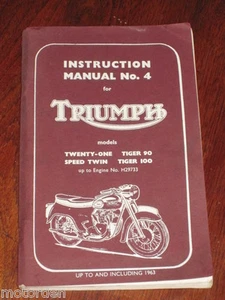 INSTRUCTION
MANUAL No. 4
for
TRIUMPH
models
TWENTY-ONE TIGER 90
SPEED TWIN TIGER 100
up to Engine No. H29733
UP TO AND INCLUDING 1963
motorden